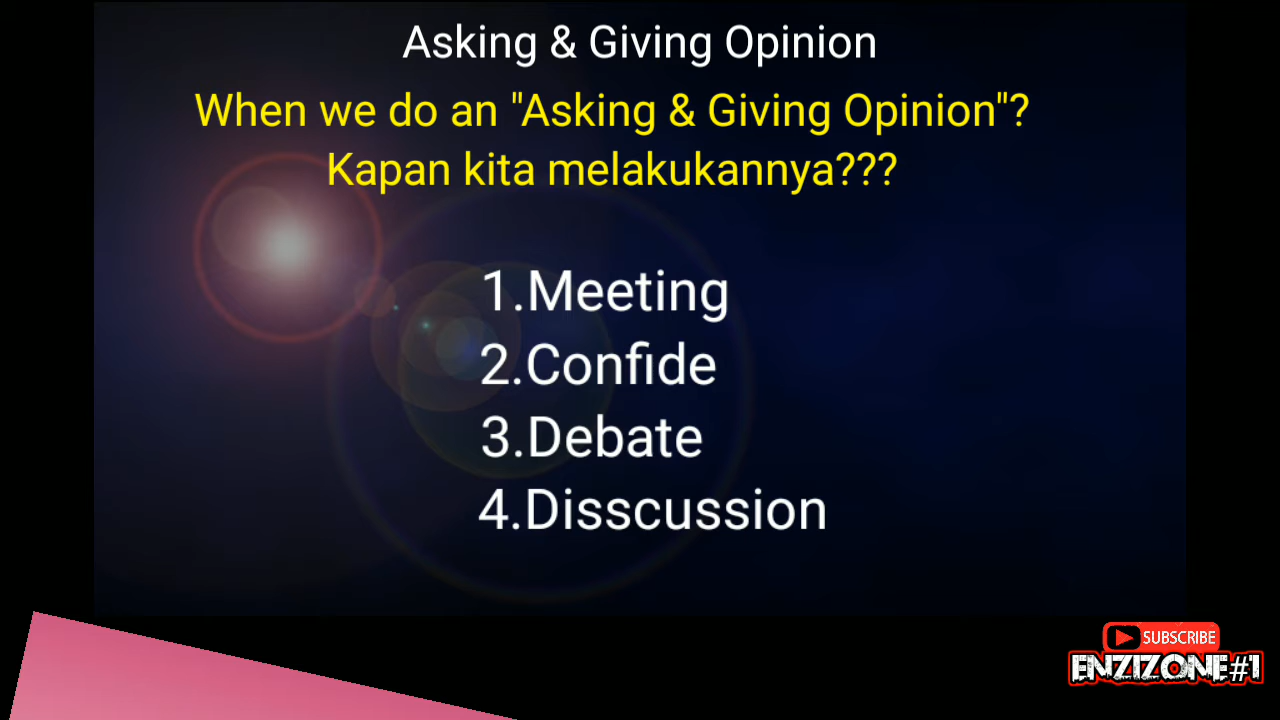 Asking & Giving Opinion
When we do an "Asking & Giving Opinion"?
Kapan kita melakukannya???
1.Meeting
2.Confide
3.Debate
4.Disscussion
SUBSCRIBE
ENZIZONE#1